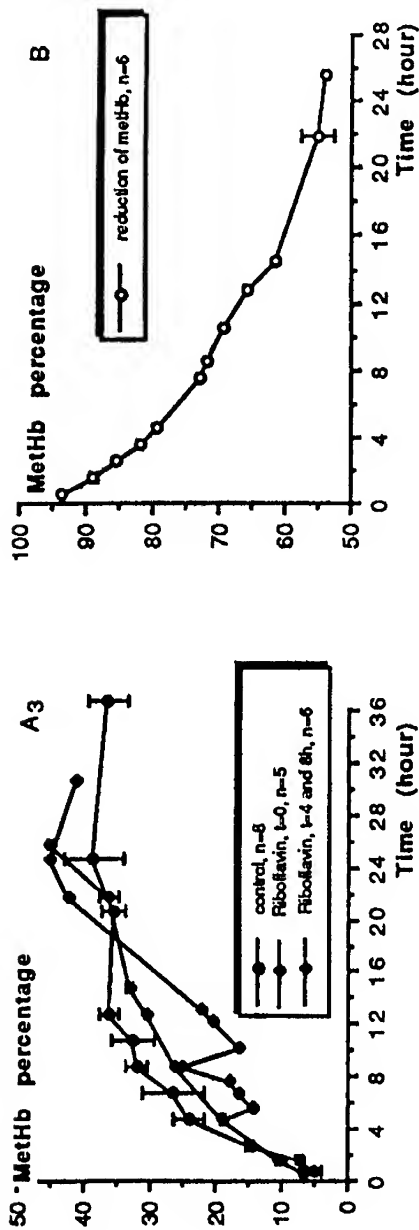 A3
50 MetHb percentage
40
30
20
10
0
0 4 8 12 16 20 24 28 32 36
Time (hour)
control, n=6
Riboflavin, t=0, n=5
Riboflavin, t=4 and 8h, n=6
B
MetHb percentage
100
90
80
70
60
50
0 4 8 12 16 20 24 28
Time (hour)
reduction of metHb, n=6